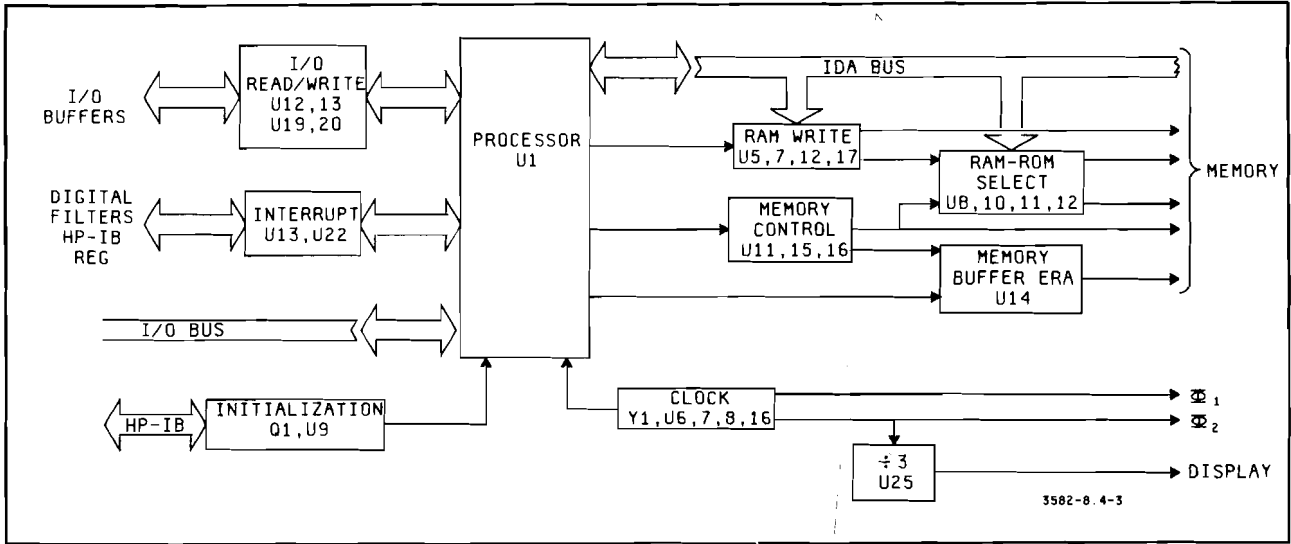 I/O
BUFFERS
I/O
READ/WRITE
U12,13
U19,20
DIGITAL
FILTERS
HP-IB
REG
INTERRUPT
U13,U22
I/O BUS
HP-IB
INITIALIZATION
Q1,U9
PROCESSOR
U1
IDA BUS
RAM WRITE
U5,7,12,17
RAM-ROM
SELECT
U8,10,11,12
MEMORY
CONTROL
U11,15,16
MEMORY
BUFFER ERA
U14
MEMORY
CLOCK
Y1,U6,7,8,16
Φ1
Φ2
÷3
U25
DISPLAY
3582-8.4-3